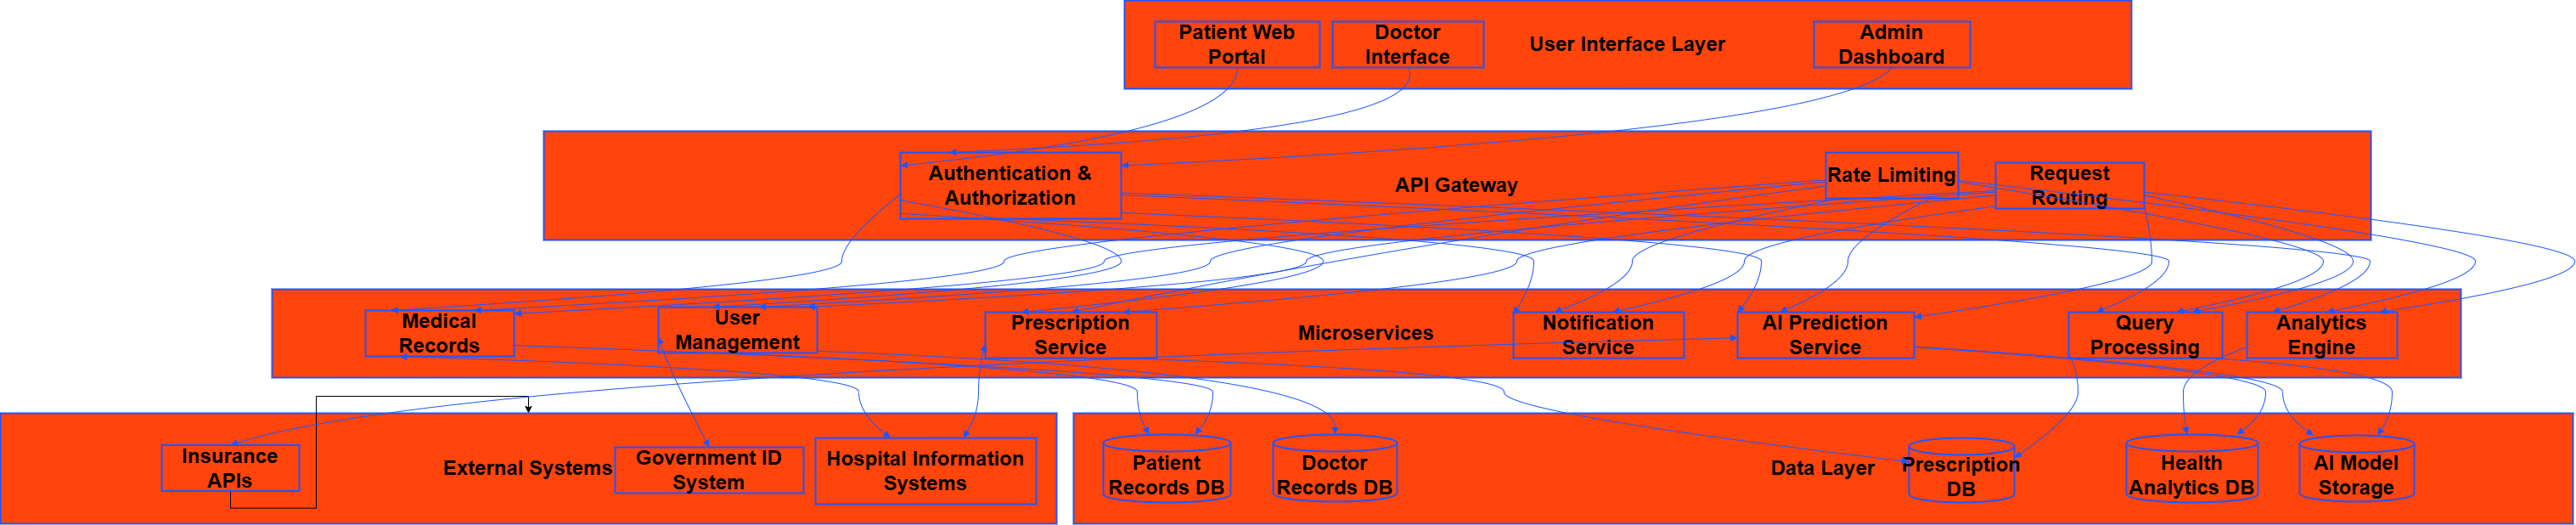 Patient Web
Portal
Doctor
Interface
User Interface Layer
Admin
Dashboard
Authentication &
Authorization
API Gateway
Rate Limiting
Request
Routing
Medical
Records
User
Management
Prescription
Service
Microservices
Notification
Service
AI Prediction
Service
Query
Processing
Analytics
Engine
Insurance
APIs
External Systems
Government ID
System
Hospital Information
Systems
Patient
Records DB
Doctor
Records DB
Data Layer
Prescription
DB
Health
Analytics DB
AI Model
Storage